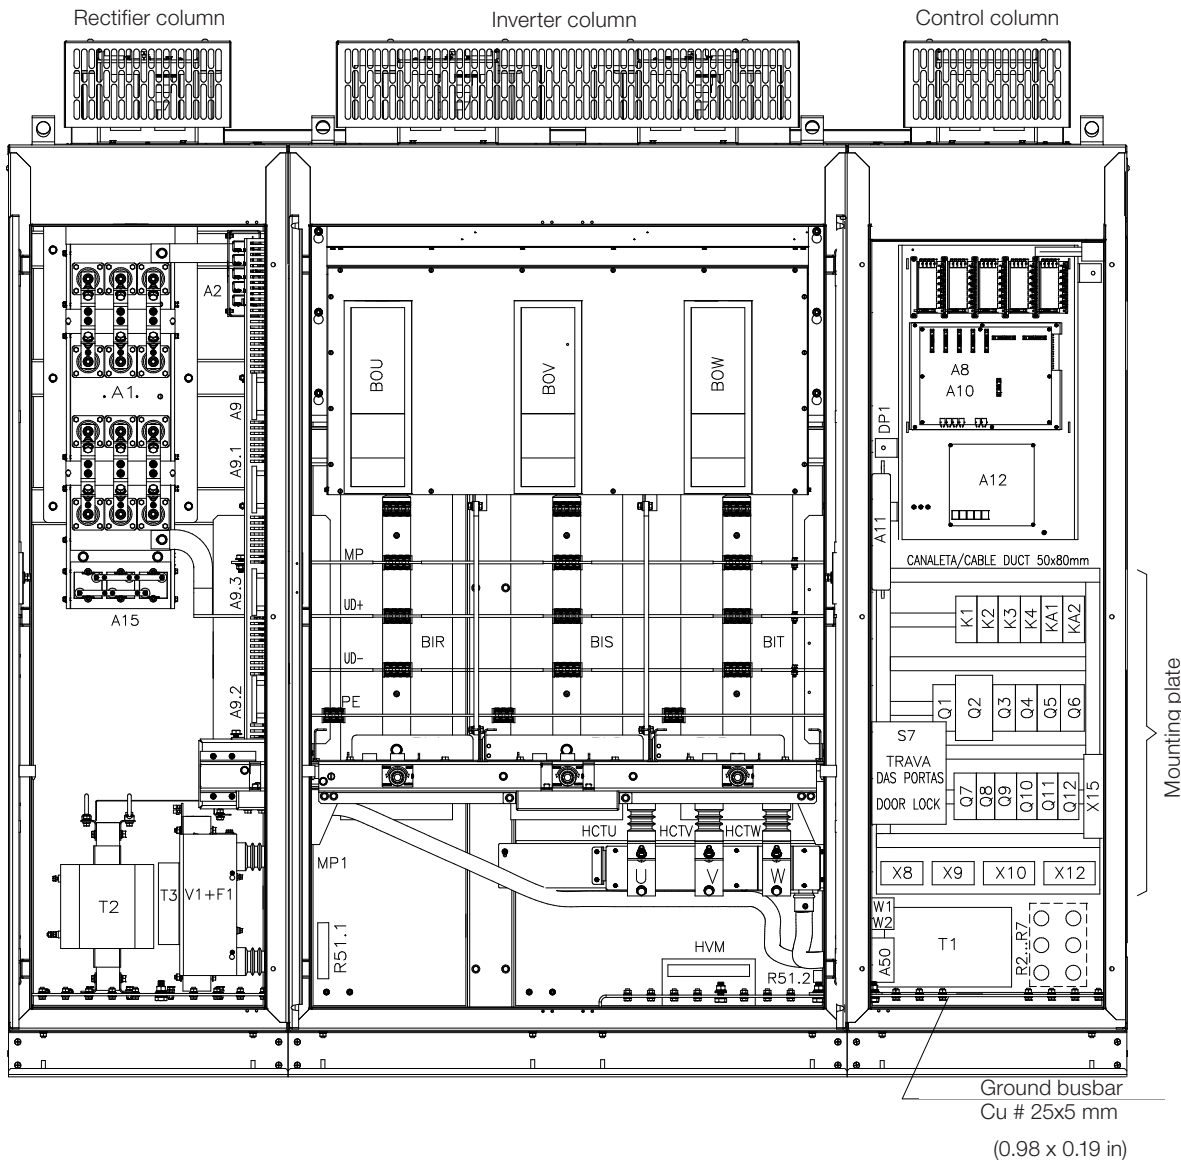 Rectifier column
Inverter column
Control column
A2
A1
A9
A9.1
A9.3
A15
A9.2
T2
T3
V1+F1
BOU
BOV
BOW
MP
UD+
BIR
BIS
BIT
UD-
PE
HCTU
HCTV
HCTW
MP1
U
V
W
R51.1
HVM
R51.2
A8
A10
DP1
A12
A11
CANALETA/CABLE DUCT 50x80mm
K1
K2
K3
K4
KA1
KA2
Q1
Q2
Q3
Q4
Q5
Q6
S7
TRAVA
DAS PORTAS
DOOR LOCK
Q7
Q8
Q9
Q10
Q11
Q12
X15
X8
X9
X10
X12
W1
W2
A50
T1
R2...R7
Mounting plate
Ground busbar
Cu # 25x5 mm
(0.98 x 0.19 in)